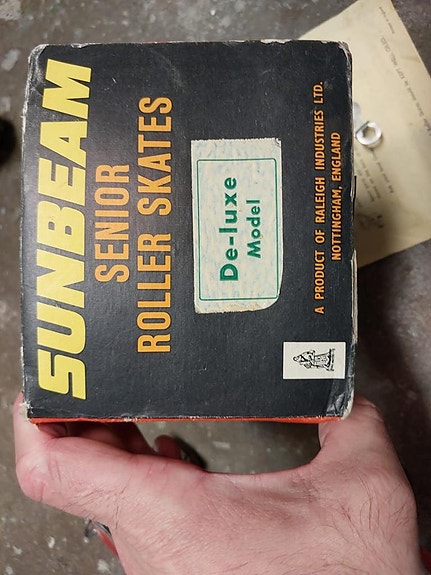 SUNBEAM
SENIOR
ROLLER SKATES
De-luxe
Model
A PRODUCT OF RALEIGH INDUSTRIES LTD.
NOTTINGHAM, ENGLAND